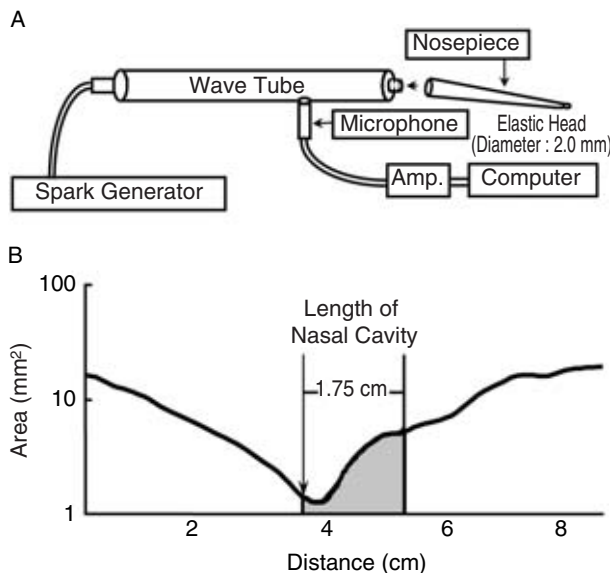 A
Nosepiece
Wave Tube
Elastic Head
(Diameter : 2.0 mm)
Microphone
Spark Generator
Amp.
Computer
B
100
10
1
Area (mm²)
Length of
Nasal Cavity
1.75 cm
2
4
6
8
Distance (cm)